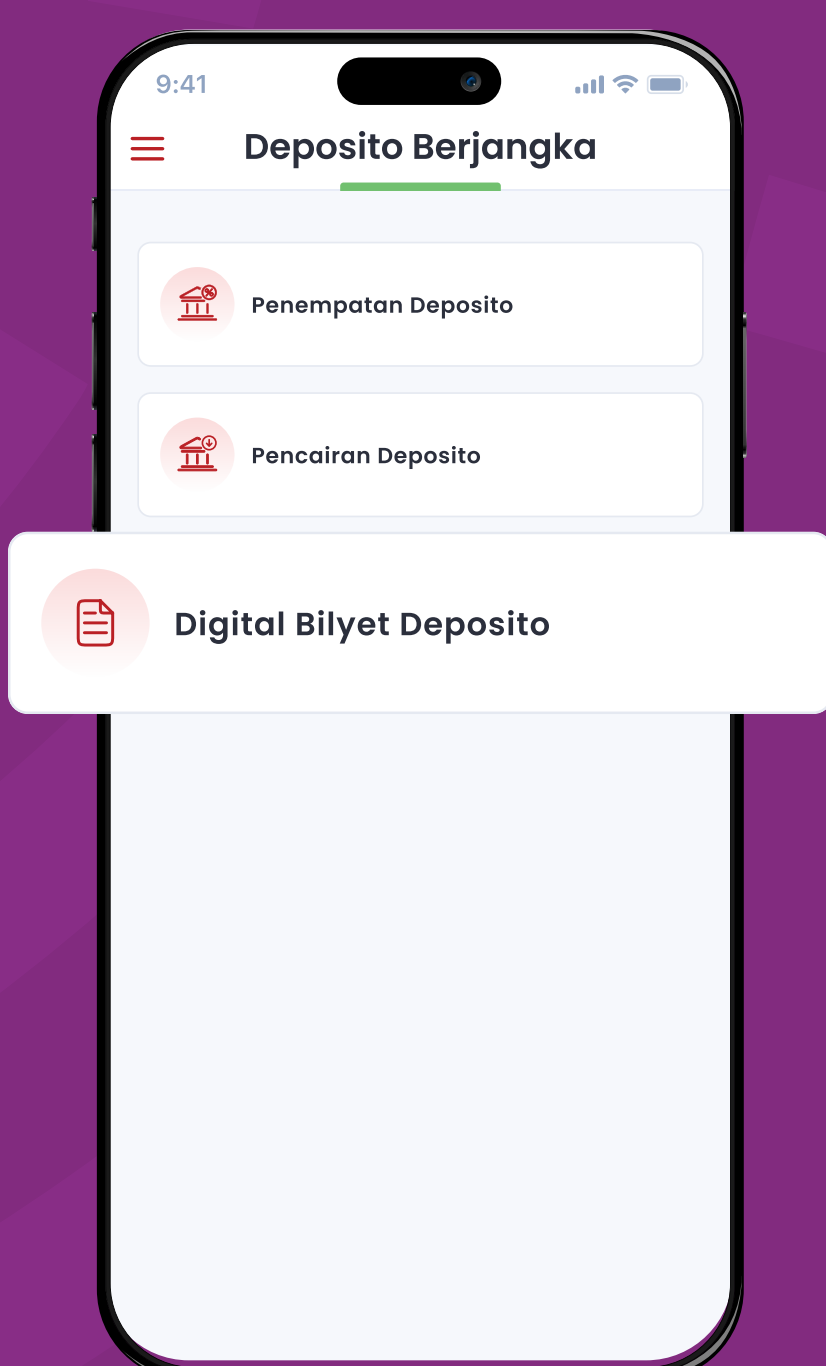 9:41
Deposito Berjangka
Penempatan Deposito
Pencairan Deposito
Digital Bilyet Deposito